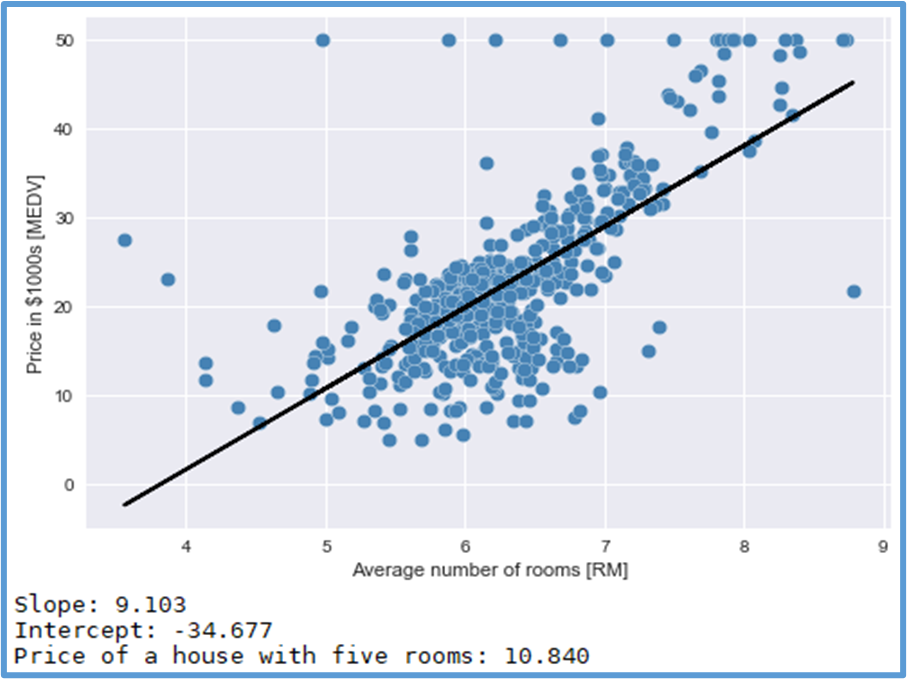 50
40
30
20
10
0
Price in $1000s [MEDV]
4 5 6 7 8 9
Average number of rooms [RM]
Slope: 9.103
Intercept: -34.677
Price of a house with five rooms: 10.840